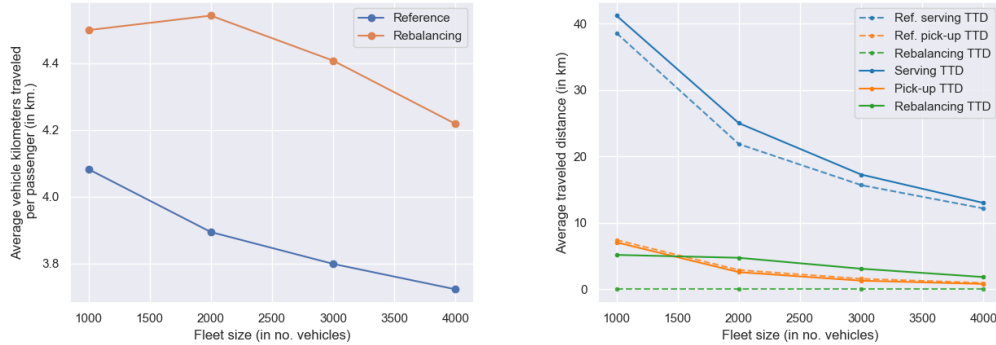 Average vehicle kilometers traveled
per passenger (in km.)
4.4
4.2
4.0
3.8
1000 1500 2000 2500 3000 3500 4000
Fleet size (in no. vehicles)
Reference
Rebalancing
Average traveled distance (in km)
40
30
20
10
0
1000 1500 2000 2500 3000 3500 4000
Fleet size (in no. vehicles)
Ref. serving TTD
Ref. pick-up TTD
Rebalancing TTD
Serving TTD
Pick-up TTD
Rebalancing TTD